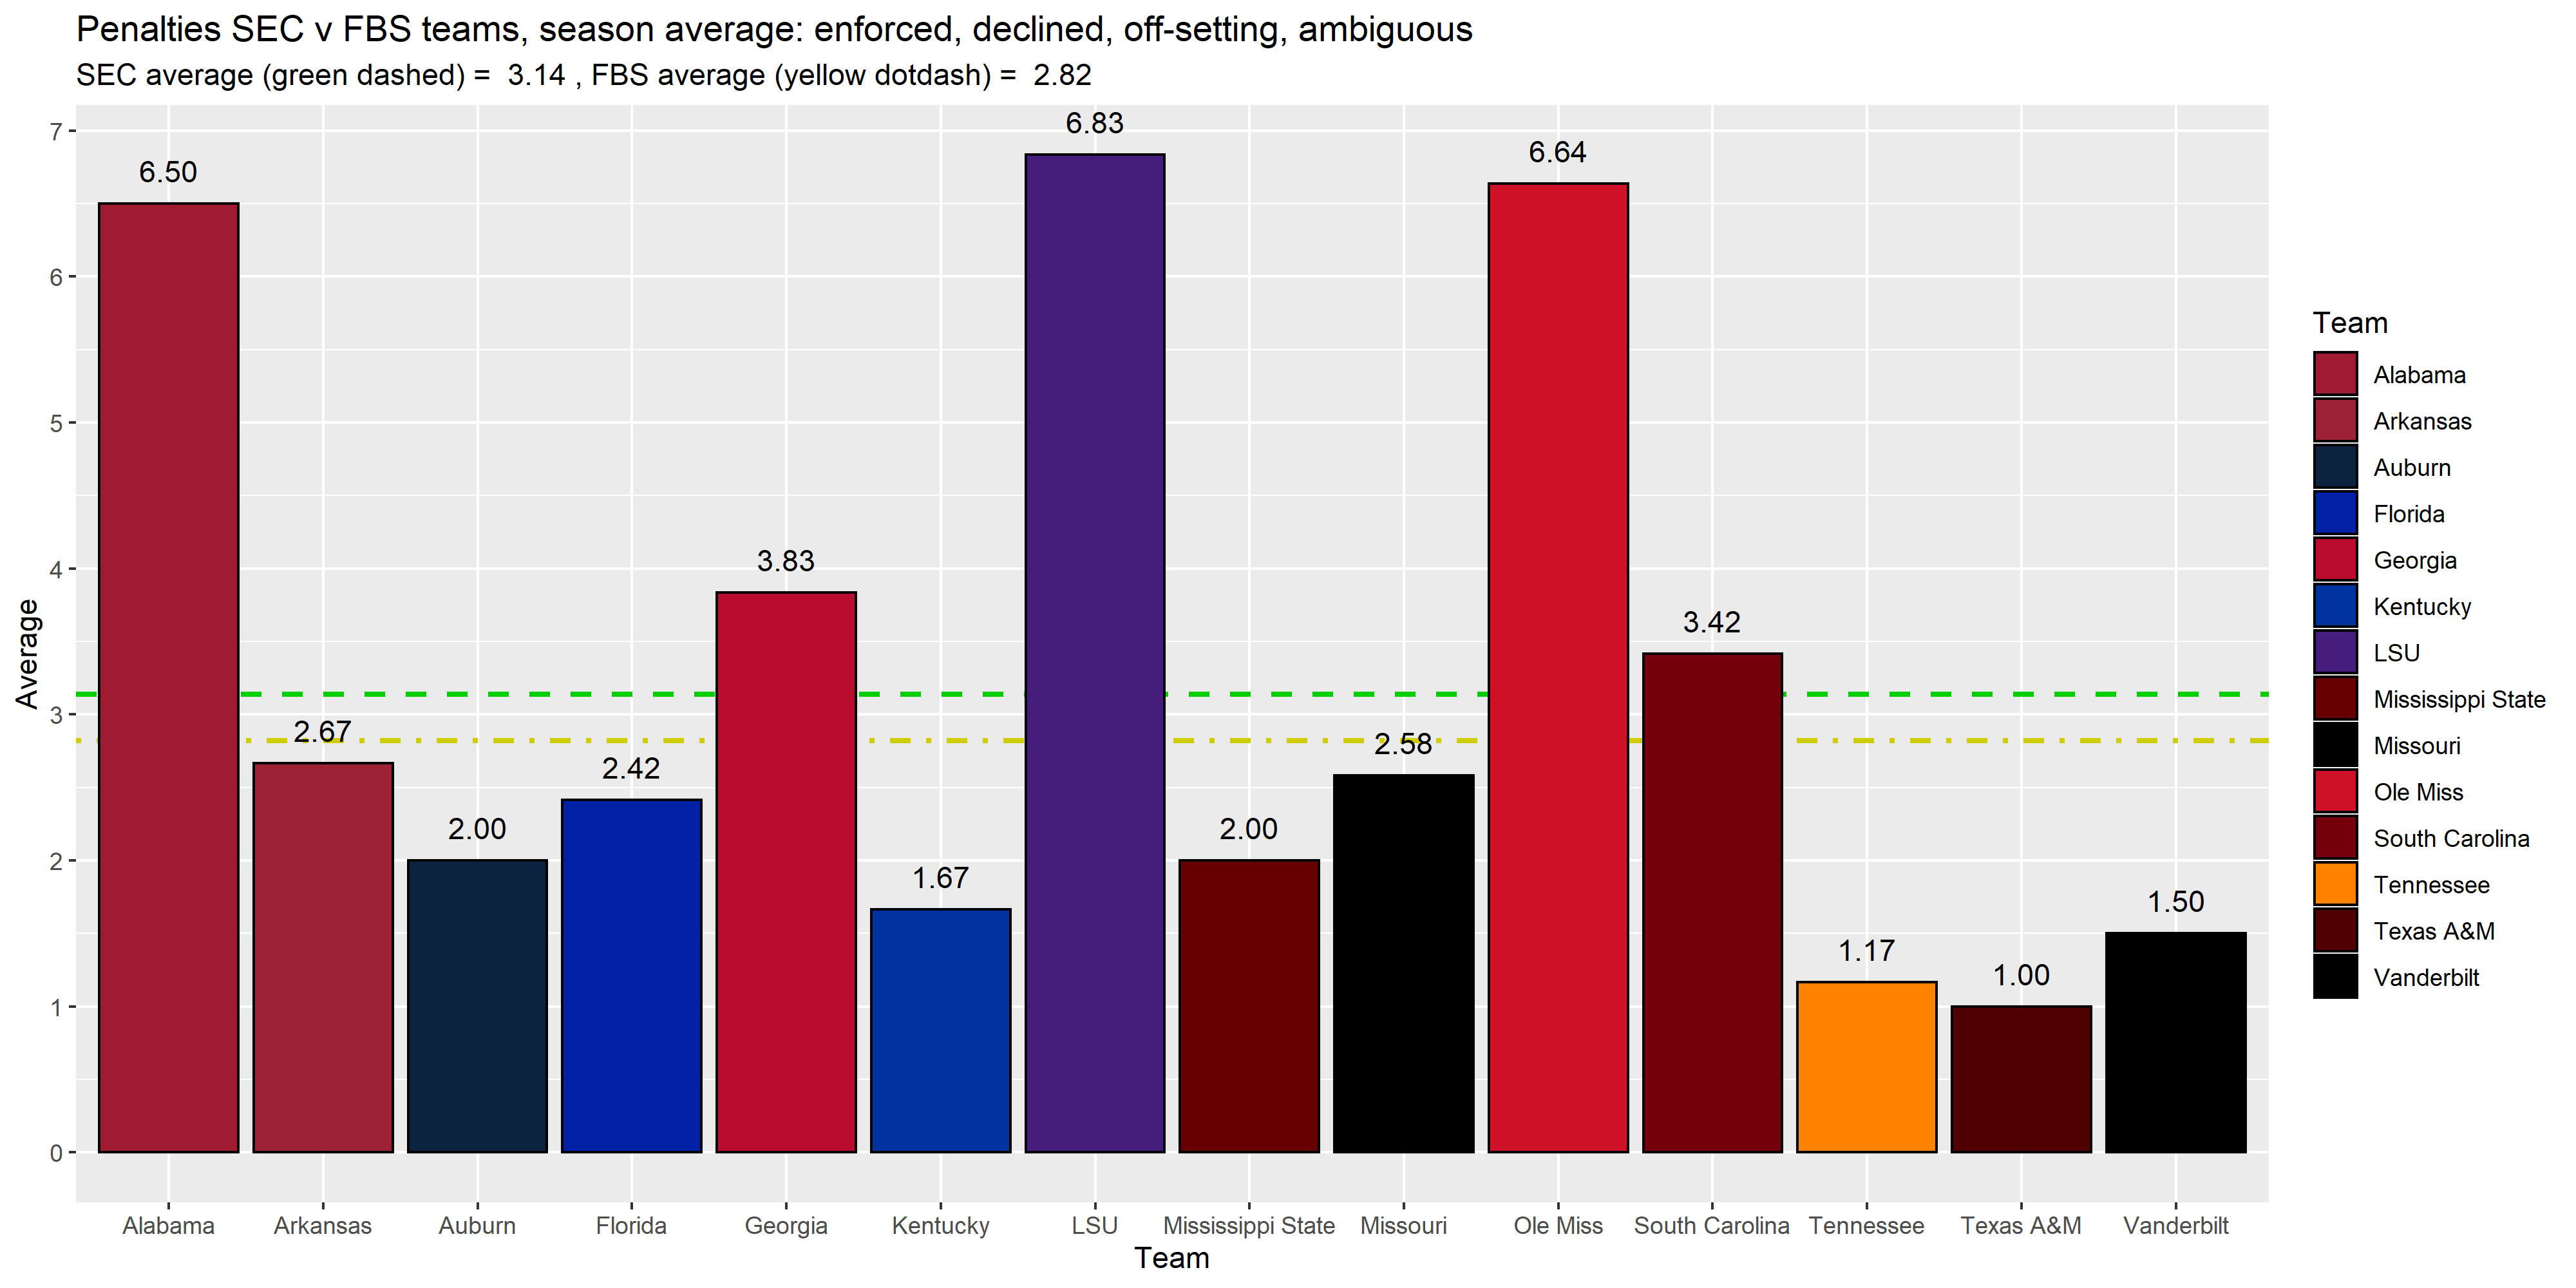 Penalties SEC v FBS teams, season average: enforced, declined, off-setting, ambiguous
SEC average (green dashed) =  3.14 , FBS average (yellow dotdash) =  2.82
Average
7
6
5
4
3
2
1
0
6.50
2.67
2.00
2.42
3.83
1.67
6.83
2.00
2.58
6.64
3.42
1.17
1.00
1.50
Alabama
Arkansas
Auburn
Florida
Georgia
Kentucky
LSU
Mississippi State
Missouri
Ole Miss
South Carolina
Tennessee
Texas A&M
Vanderbilt
Team
Team
Alabama
Arkansas
Auburn
Florida
Georgia
Kentucky
LSU
Mississippi State
Missouri
Ole Miss
South Carolina
Tennessee
Texas A&M
Vanderbilt